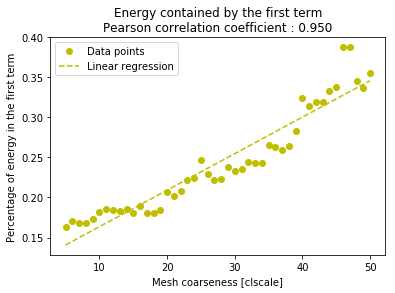 Energy contained by the first term
Pearson correlation coefficient : 0.950
Data points
Linear regression
Percentage of energy in the first term
0.40
0.35
0.30
0.25
0.20
0.15
10
20
30
40
50
Mesh coarseness [clscale]